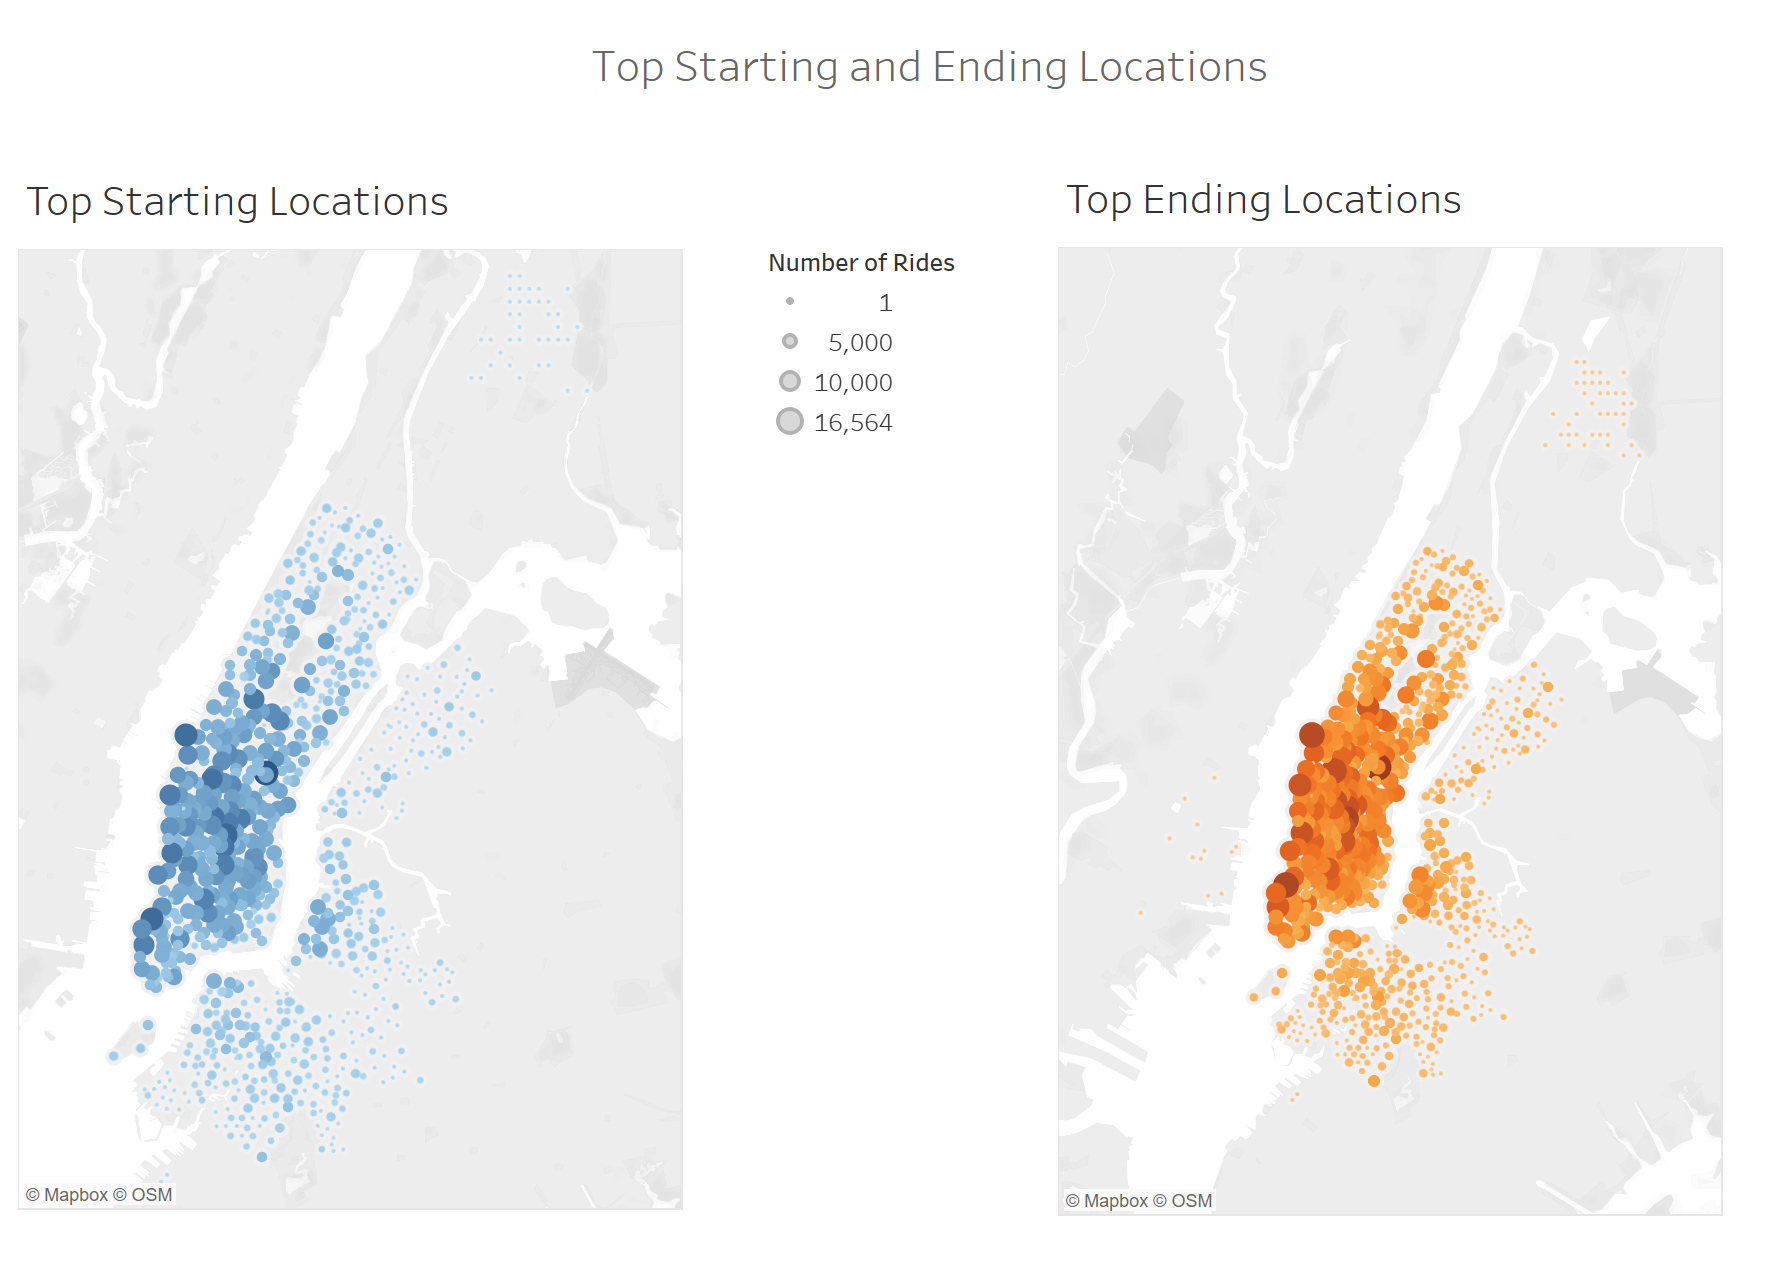 Top Starting and Ending Locations
Top Starting Locations
Number of Rides
1
5,000
10,000
16,564
Top Ending Locations
© Mapbox © OSM
© Mapbox © OSM